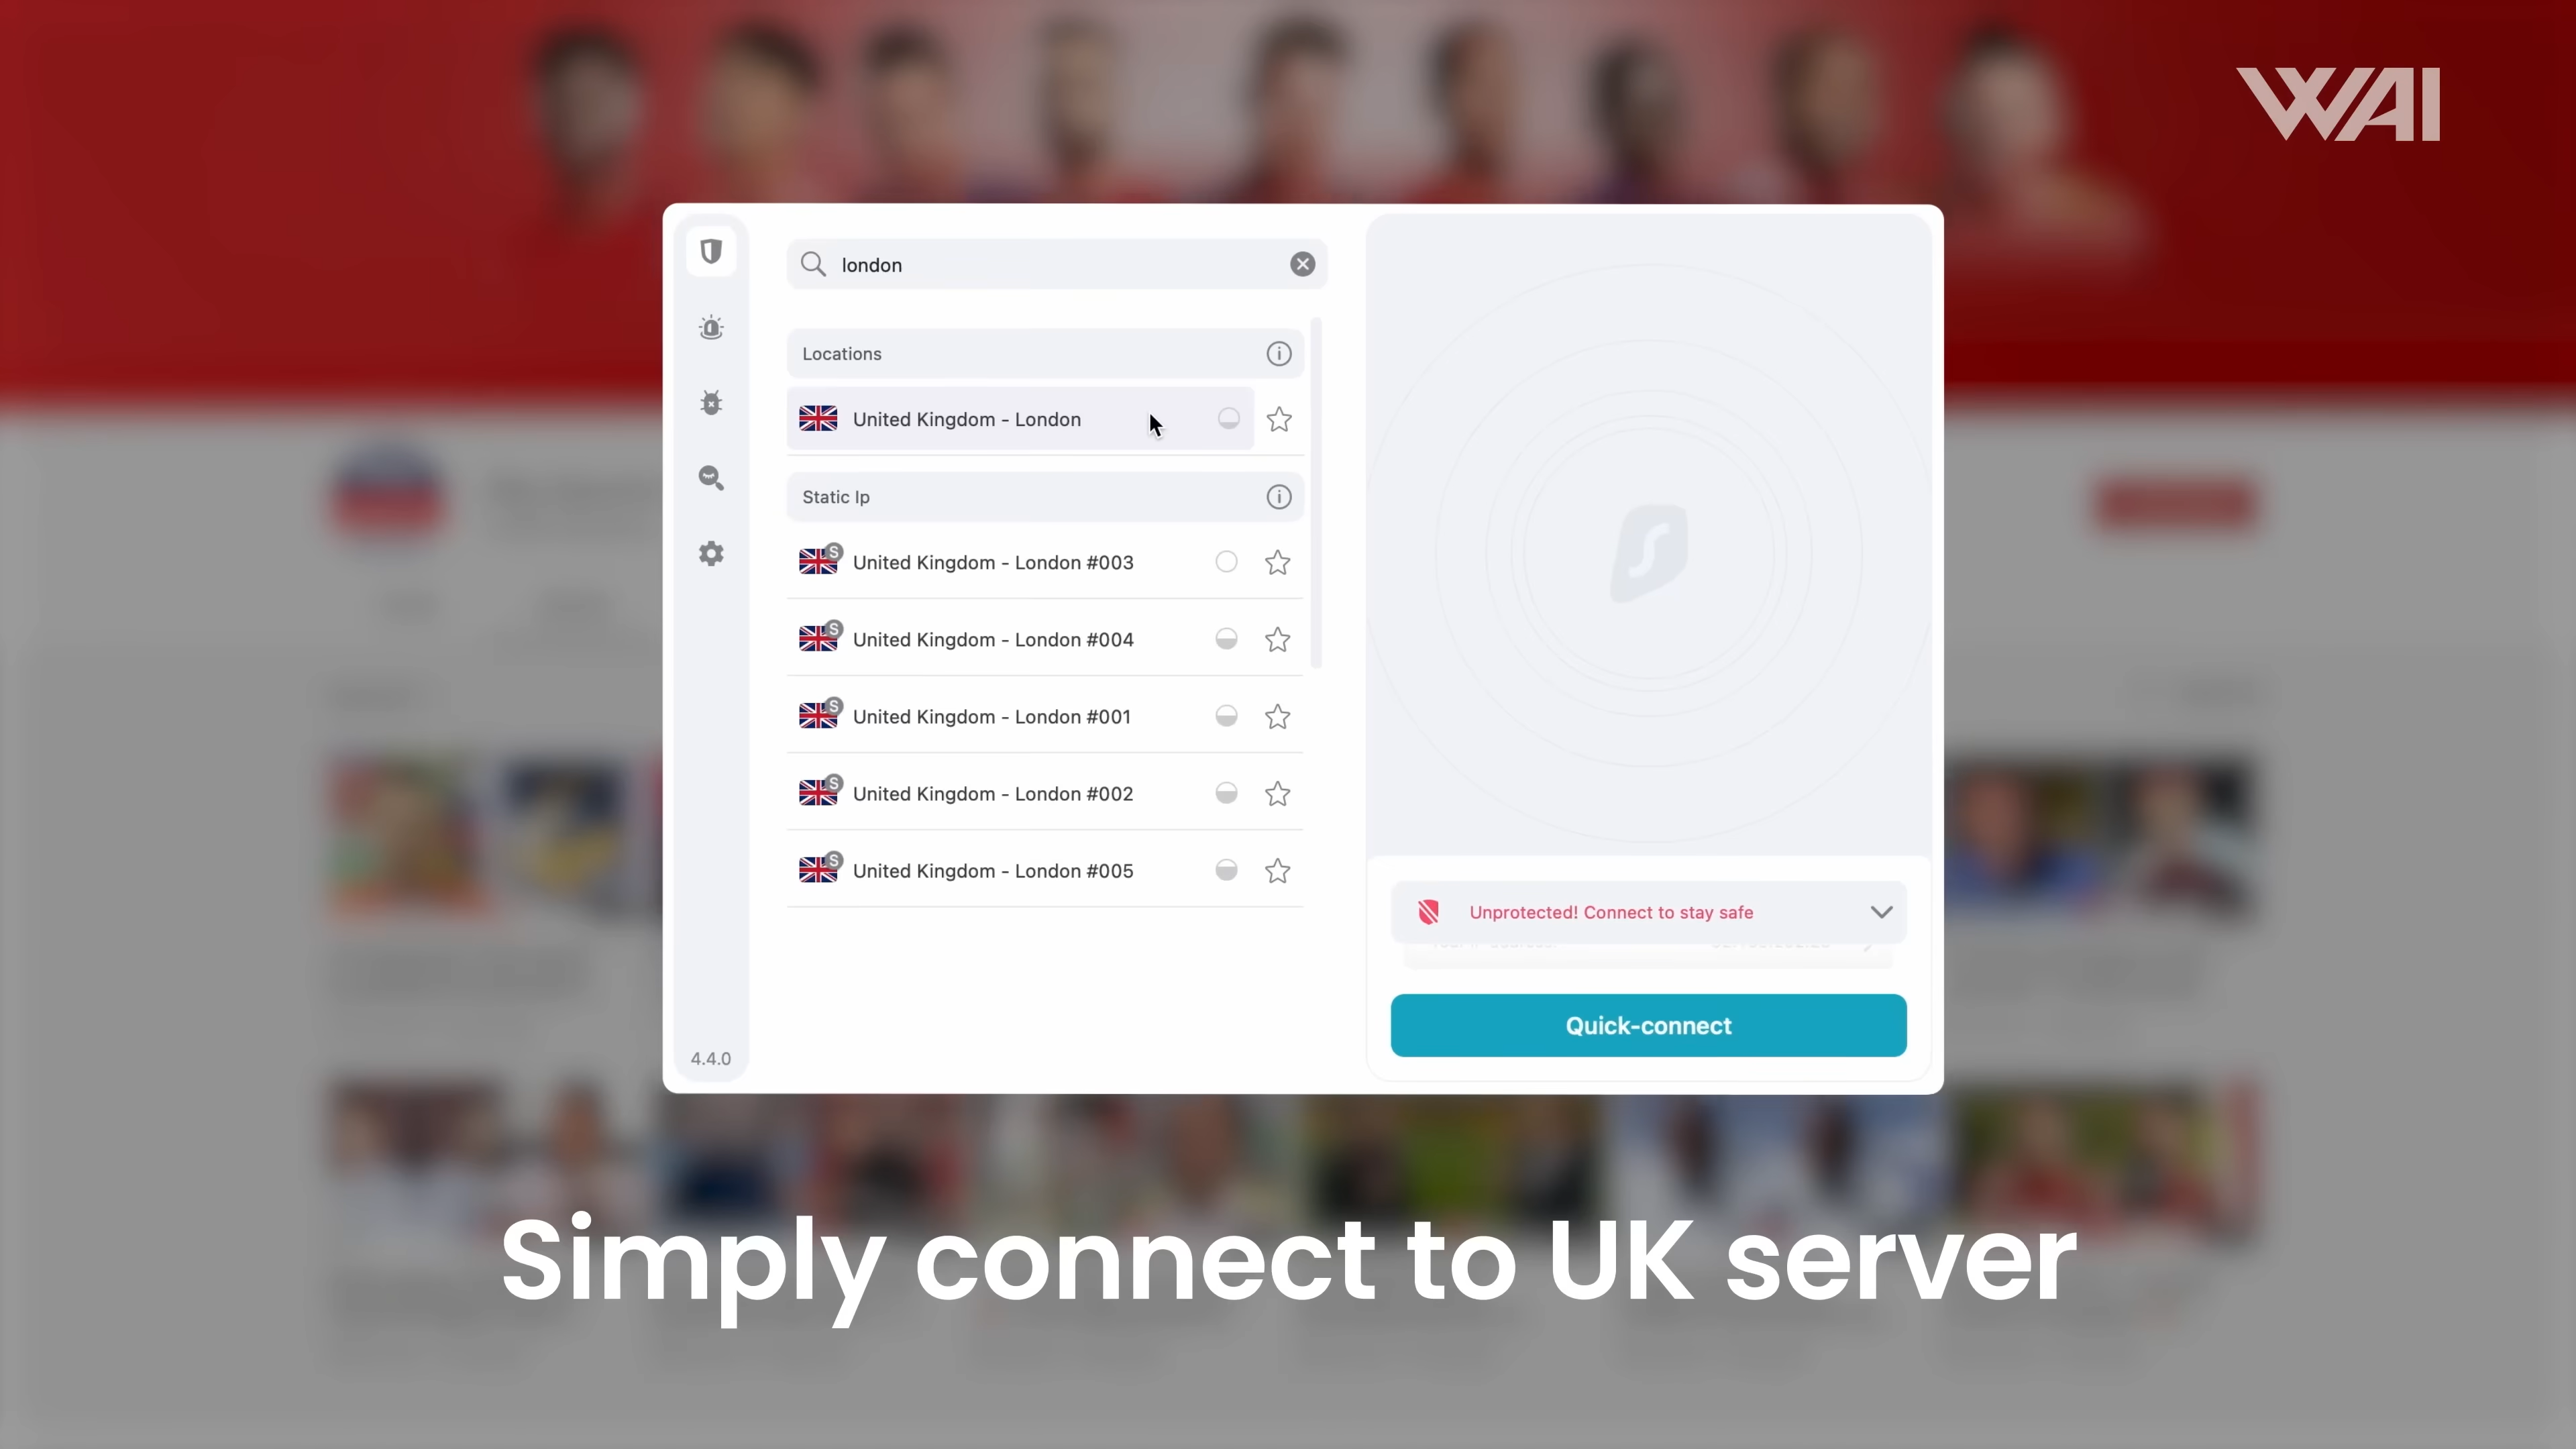 WAI
london
Locations
United Kingdom - London
Static Ip
S
United Kingdom - London #003
S
United Kingdom - London #004
S
United Kingdom - London #001
S
United Kingdom - London #002
S
United Kingdom - London #005
4.4.0
Unprotected! Connect to stay safe
Quick-connect
Simply connect to UK server